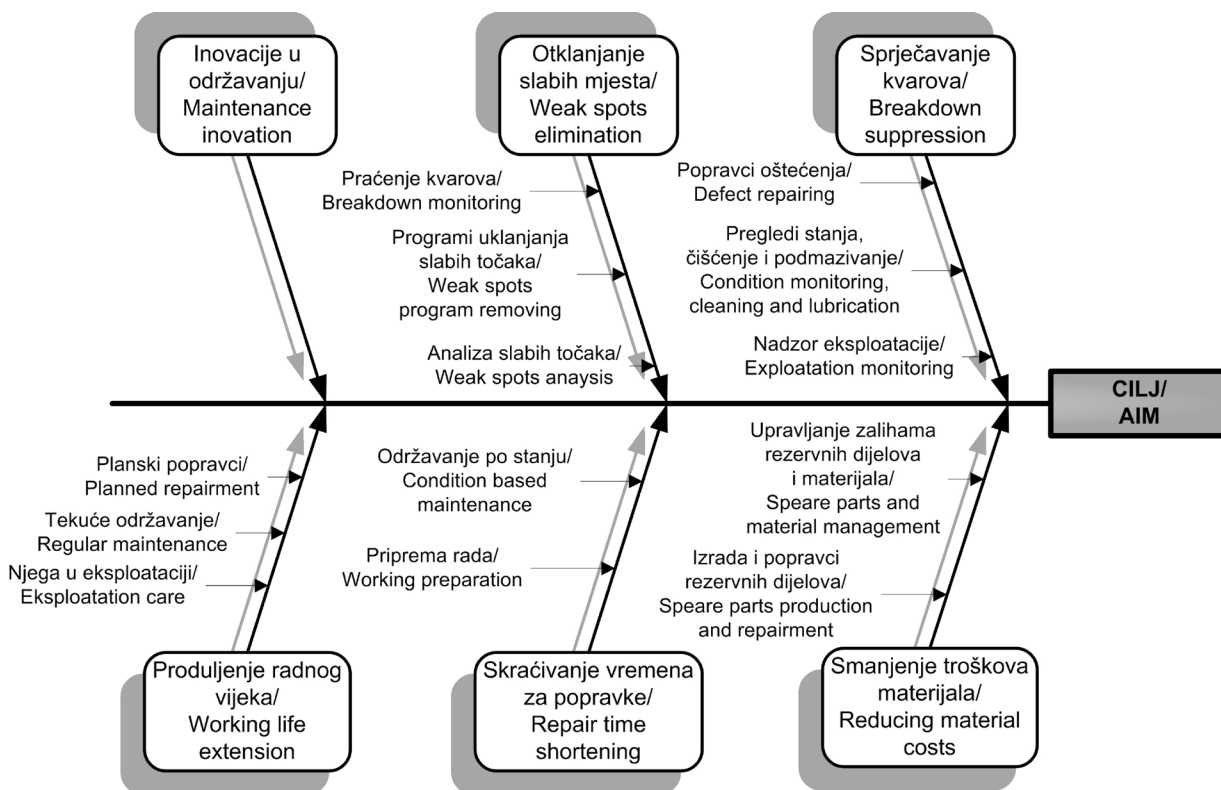 Inovacije u
održavanju/
Maintenance
inovation
Otklanjanje
slabih mjesta/
Weak spots
elimination
Sprječavanje
kvarova/
Breakdown
suppression
Praćenje kvarova/
Breakdown monitoring
Programi uklanjanja
slabih točaka/
Weak spots
program removing
Analiza slabih točaka/
Weak spots anaysis
Popravci oštećenja/
Defect repairing
Pregledi stanja,
čišćenje i podmazivanje/
Condition monitoring,
cleaning and lubrication
Nadzor eksploatacije/
Exploatation monitoring
CILJ/
AIM
Planski popravci/
Planned repairment
Tekuće održavanje/
Regular maintenance
Njega u eksploataciji/
Eksploatation care
Održavanje po stanju/
Condition based
maintenance
Priprema rada/
Working preparation
Upravljanje zalihama
rezervnih dijelova
i materijala/
Speare parts and
material management
Izrada i popravci
rezervnih dijelova/
Speare parts production
and repairment
Produljenje radnog
vijeka/
Working life
extension
Skraćivanje vremena
za popravke/
Repair time
shortening
Smanjenje troškova
materijala/
Reducing material
costs